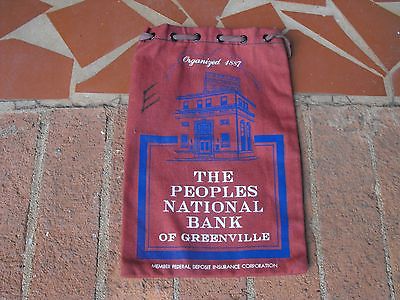 Organized 1887
E
THE
PEOPLES
NATIONAL
BANK
OF GREENVILLE
MEMBER FEDERAL DEPOSIT INSURANCE CORPORATION